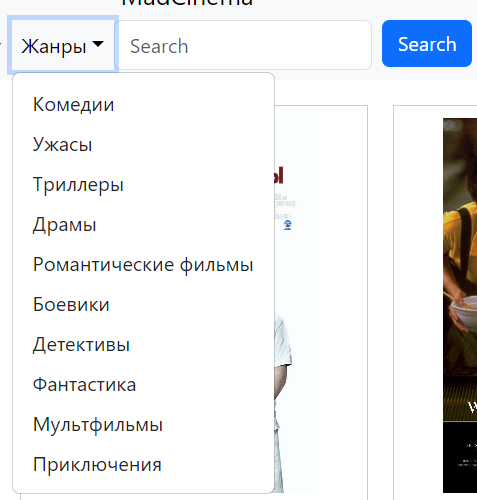 MadCinema
Жанры
Search
Search
Комедии
Ужасы
Триллеры
Драмы
Романтические фильмы
Боевики
Детективы
Фантастика
Мультфильмы
Приключения